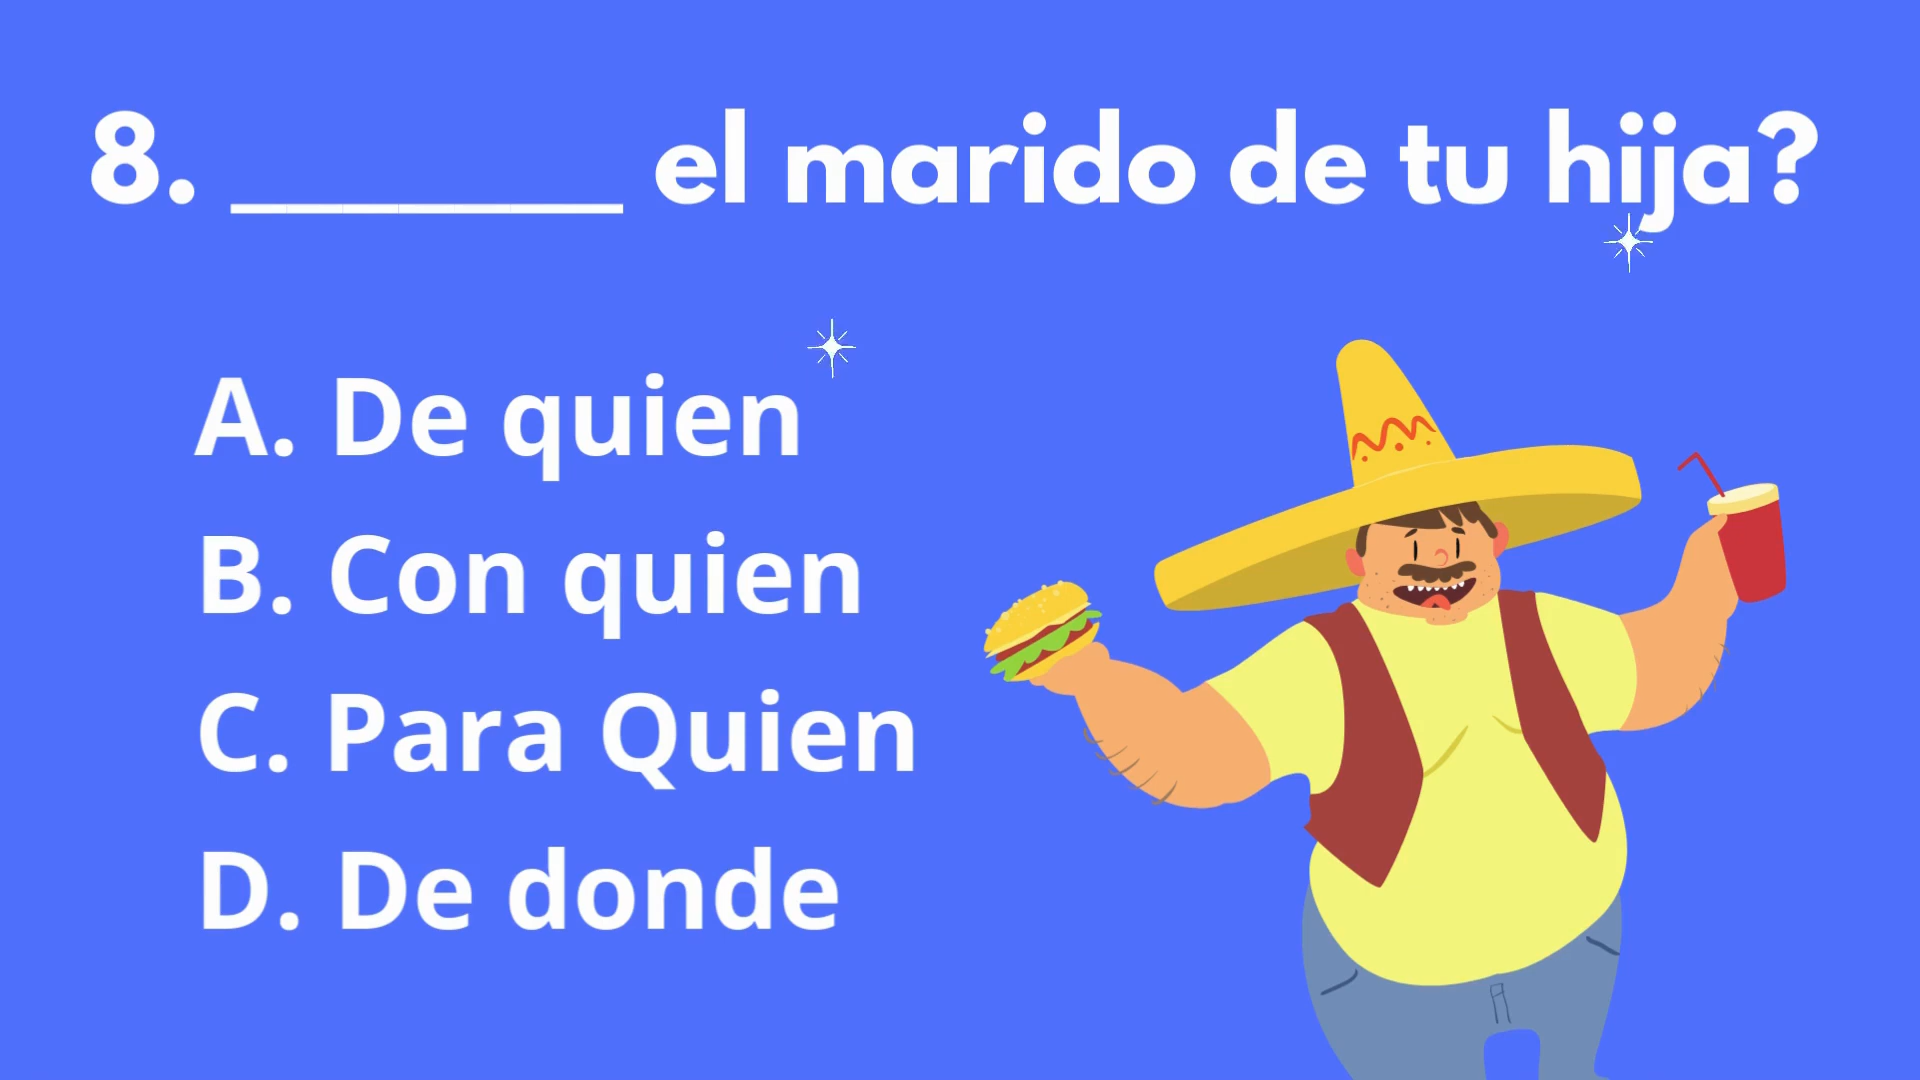 8. _______ el marido de tu hija?
A. De quien
B. Con quien
C. Para Quien
D. De donde